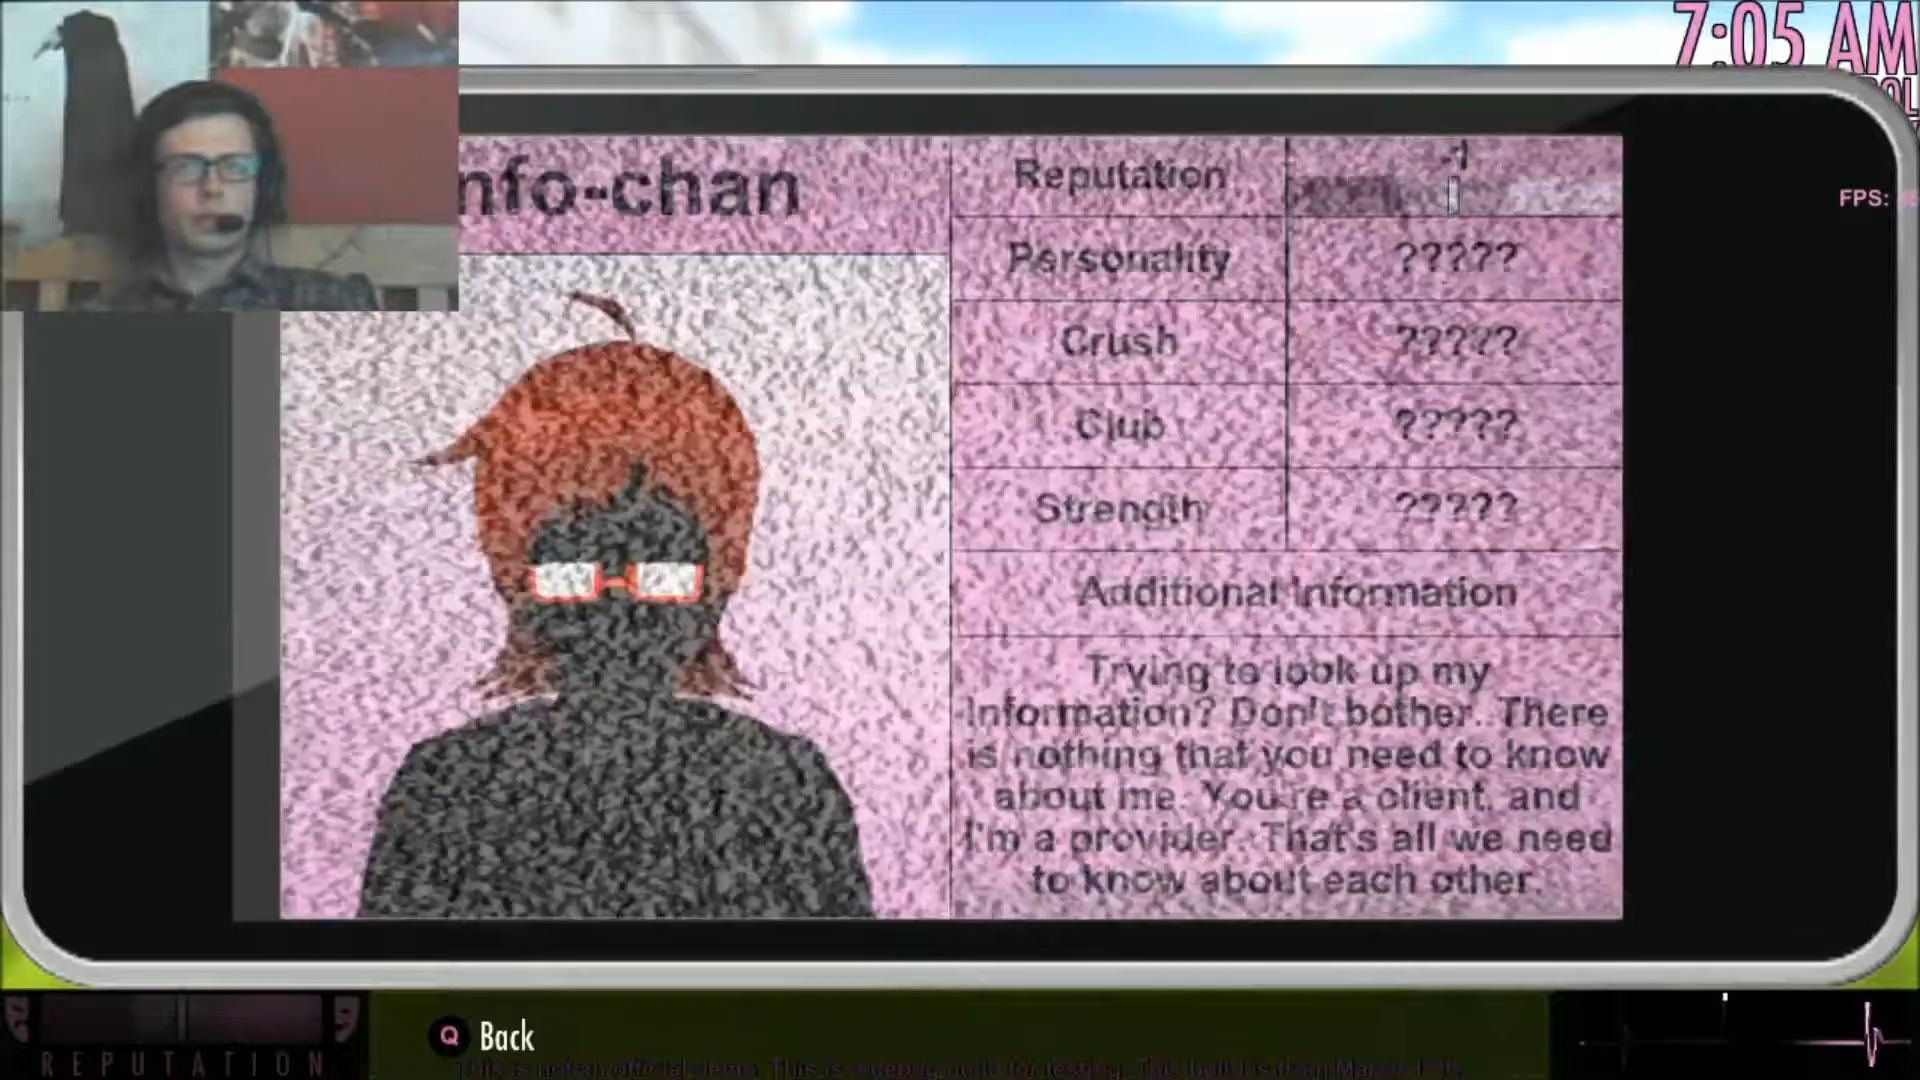 7:05 AM
FPS:
nfo-chan
Reputation
-1
Personality
?????
Crush
?????
Club
?????
Strength
?????
Additional Information
Trying to look up my
Information? Don't bother. There
is nothing that you need to know
about me. You're a client, and
I'm a provider. That's all we need
to know about each other.
REPUTATION
Q Back